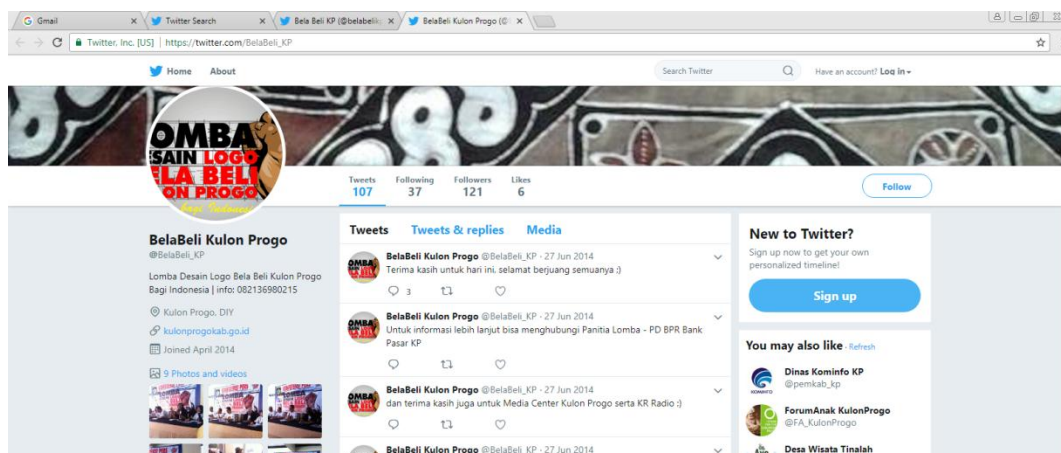 Gmail
Twitter Search
Bela Beli KP (@belabelikp
BelaBeli Kulon Progo (@
Twitter, Inc. [US] | https://twitter.com/BelaBeli_KP
Home About
Search Twitter
Have an account? Log in
OMBA
ESAIN LOGO
ELA BELI
ON PROGO
bagi Indonesi
Tweets Following Followers Likes
107 37 121 6
Follow
BelaBeli Kulon Progo
@BelaBeli_KP
Lomba Desain Logo Bela Beli Kulon Progo
Bagi Indonesia | info: 082136980215
Kulon Progo, DIY
kulonprogokab.go.id
Joined April 2014
9 Photos and videos
Tweets Tweets & replies Media
BelaBeli Kulon Progo @BelaBeli_KP · 27 Jun 2014
Terima kasih untuk hari ini. selamat berjuang semuanya :)
3
BelaBeli Kulon Progo @BelaBeli_KP · 27 Jun 2014
Untuk informasi lebih lanjut bisa menghubungi Panitia Lomba - PD BPR Bank
Pasar KP
BelaBeli Kulon Progo @BelaBeli_KP · 27 Jun 2014
dan terima kasih juga untuk Media Center Kulon Progo serta KR Radio :)
BelaBeli Kulon Progo @BelaBeli_KP · 27 Jun 2014
New to Twitter?
Sign up now to get your own
personalized timeline!
Sign up
You may also like · Refresh
Dinas Kominfo KP
@pemkab_kp
KOMINFO
ForumAnak KulonProgo
@FA_KulonProgo
Desa Wisata Tinalah